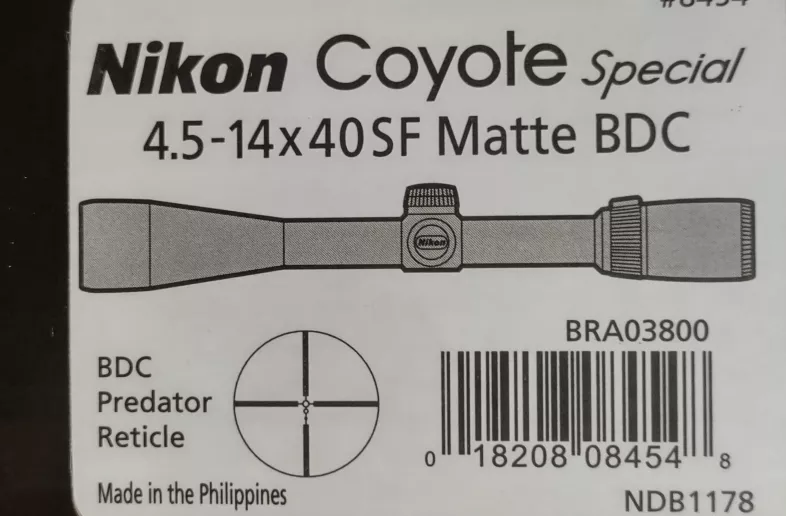 Nikon Coyote Special
4.5-14x40SF Matte BDC
Nikon
BRA03800
BDC
Predator
Reticle
0 18208 08454 8
Made in the Philippines
NDB1178